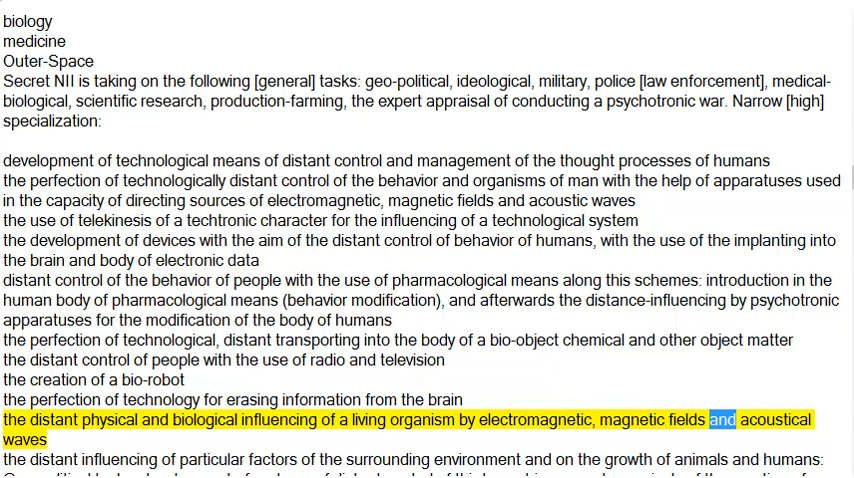 biology
medicine
Outer-Space
Secret NII is taking on the following [general] tasks: geo-political, ideological, military, police [law enforcement], medical-
biological, scientific research, production-farming, the expert appraisal of conducting a psychotronic war. Narrow [high]
specialization:
development of technological means of distant control and management of the thought processes of humans
the perfection of technologically distant control of the behavior and organisms of man with the help of apparatuses used
in the capacity of directing sources of electromagnetic, magnetic fields and acoustic waves
the use of telekinesis of a techtronic character for the influencing of a technological system
the development of devices with the aim of the distant control of behavior of humans, with the use of the implanting into
the brain and body of electronic data
distant control of the behavior of people with the use of pharmacological means along this schemes: introduction in the
human body of pharmacological means (behavior modification), and afterwards the distance-influencing by psychotronic
apparatuses for the modification of the body of humans
the perfection of technological, distant transporting into the body of a bio-object chemical and other object matter
the distant control of people with the use of radio and television
the creation of a bio-robot
the perfection of technology for erasing information from the brain
the distant physical and biological influencing of a living organism by electromagnetic, magnetic fields and acoustical
waves
the distant influencing of particular factors of the surrounding environment and on the growth of animals and humans: